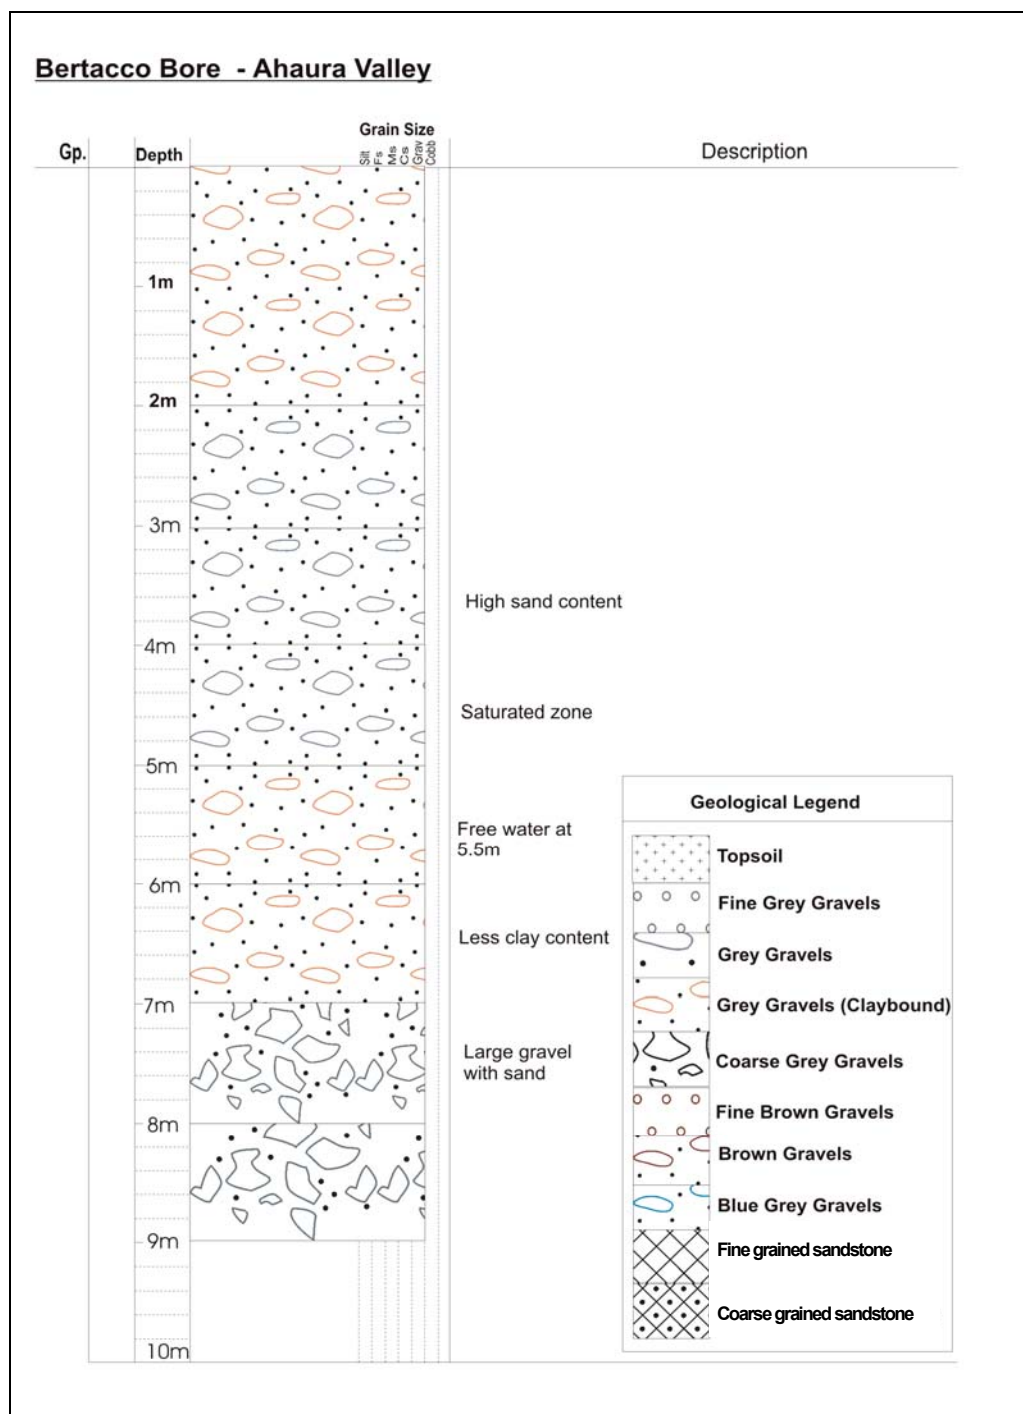 Bertacco Bore - Ahaura Valley
Grain Size
Gp.
Depth
Silt
Fs
Ms
Cs
Grav
Cobb
Description
1m
2m
3m
High sand content
4m
Saturated zone
5m
Free water at
5.5m
6m
Less clay content
7m
Large gravel
with sand
8m
9m
10m
Geological Legend
Topsoil
Fine Grey Gravels
Grey Gravels
Grey Gravels (Claybound)
Coarse Grey Gravels
Fine Brown Gravels
Brown Gravels
Blue Grey Gravels
Fine grained sandstone
Coarse grained sandstone